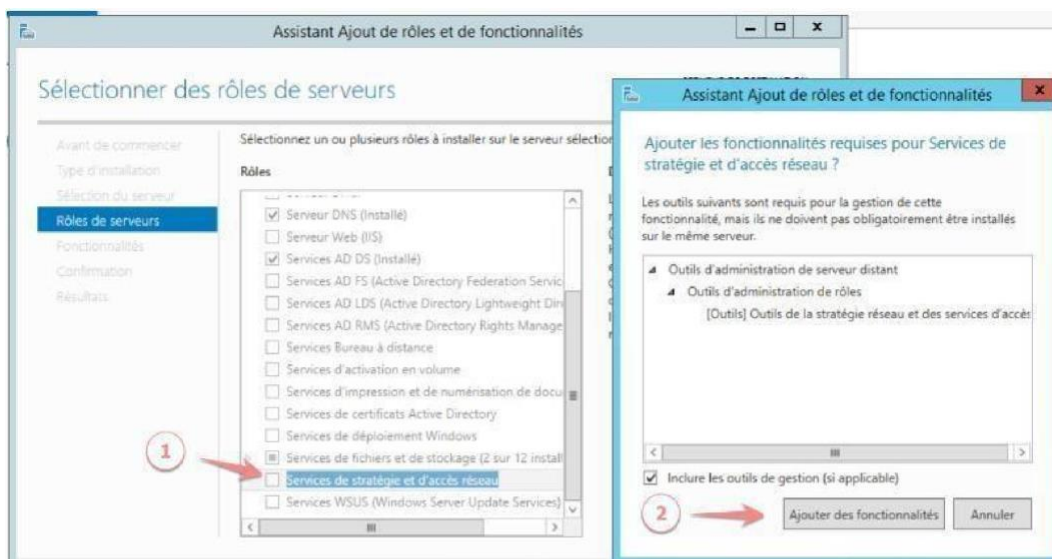 Assistant Ajout de rôles et de fonctionnalités
Sélectionner des rôles de serveurs
Avant de commencer
Type d'installation
Sélection du serveur
Rôles de serveurs
Fonctionnalités
Confirmation
Résultats
Sélectionnez un ou plusieurs rôles à installer sur le serveur sélection
Rôles
Serveur DNS (Installé)
Serveur Web (IIS)
Services AD DS (Installé)
Services AD FS (Active Directory Federation Servic
Services AD LDS (Active Directory Lightweight Dire
Services AD RMS (Active Directory Rights Manage
Services Bureau à distance
Services d'activation en volume
Services d'impression et de numérisation de docu
Services de certificats Active Directory
Services de déploiement Windows
Services de fichiers et de stockage (2 sur 12 install
Services de stratégie et d'accès réseau
Services WSUS (Windows Server Update Services)
1
Assistant Ajout de rôles et de fonctionnalités
x
Ajouter les fonctionnalités requises pour Services de
stratégie et d'accès réseau ?
Les outils suivants sont requis pour la gestion de cette
fonctionnalité, mais ils ne doivent pas obligatoirement être installés
sur le même serveur.
Outils d'administration de serveur distant
Outils d'administration de rôles
[Outils] Outils de la stratégie réseau et des services d'accès
Inclure les outils de gestion (si applicable)
2
Ajouter des fonctionnalités
Annuler